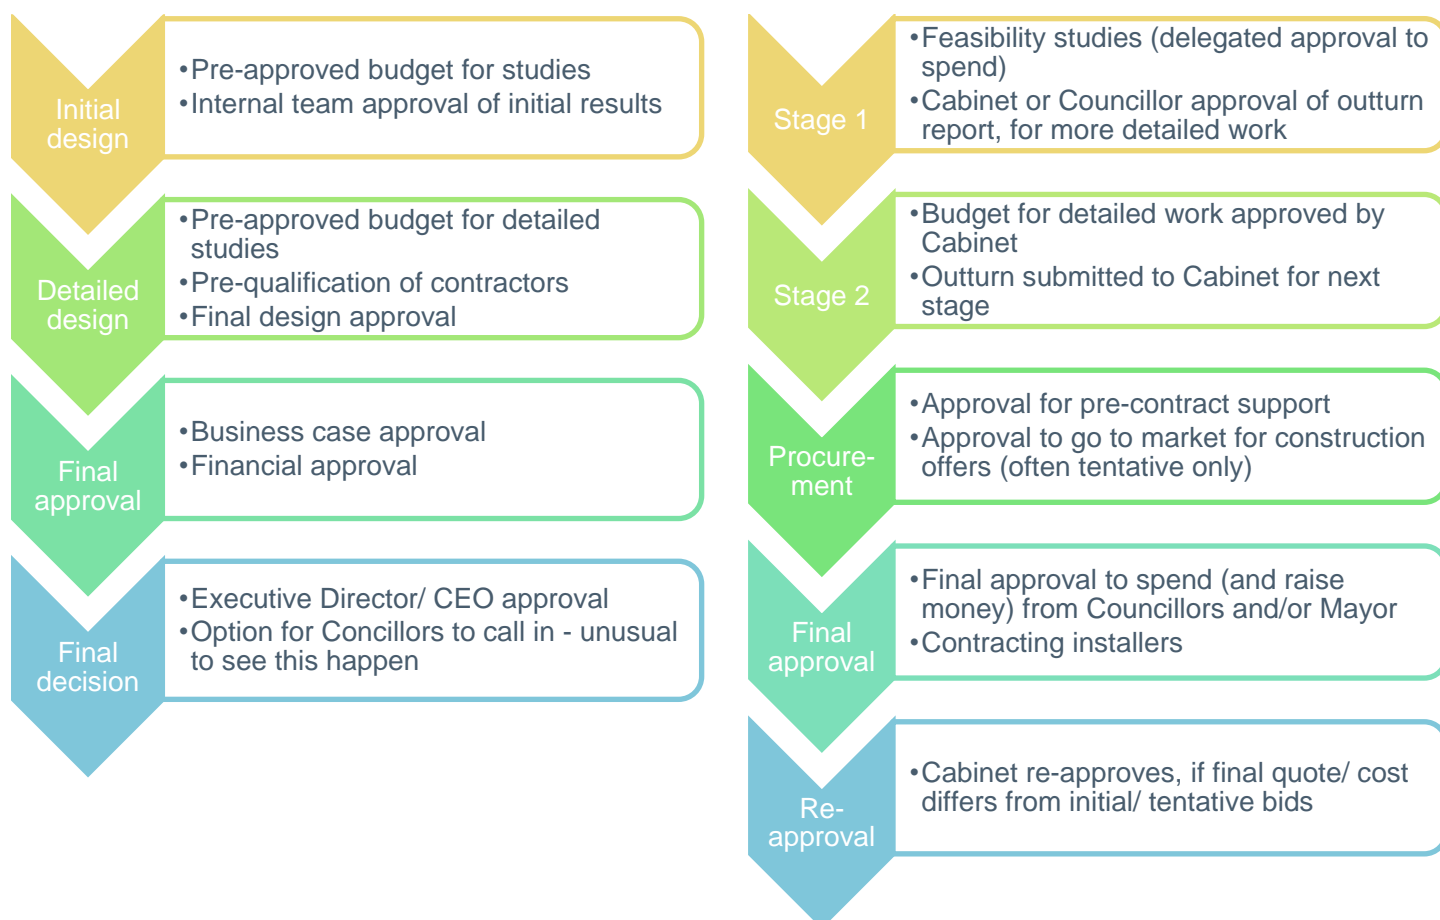 Initial
design
•Pre-approved budget for studies
•Internal team approval of initial results
Detailed
design
•Pre-approved budget for detailed
studies
•Pre-qualification of contractors
•Final design approval
Final
approval
•Business case approval
•Financial approval
Final
decision
•Executive Director/ CEO approval
•Option for Concillors to call in - unusual
to see this happen
Stage 1
•Feasibility studies (delegated approval to
spend)
•Cabinet or Councillor approval of outturn
report, for more detailed work
Stage 2
•Budget for detailed work approved by
Cabinet
•Outturn submitted to Cabinet for next
stage
Procure-
ment
•Approval for pre-contract support
•Approval to go to market for construction
offers (often tentative only)
Final
approval
•Final approval to spend (and raise
money) from Councillors and/or Mayor
•Contracting installers
Re-
approval
•Cabinet re-approves, if final quote/ cost
differs from initial/ tentative bids